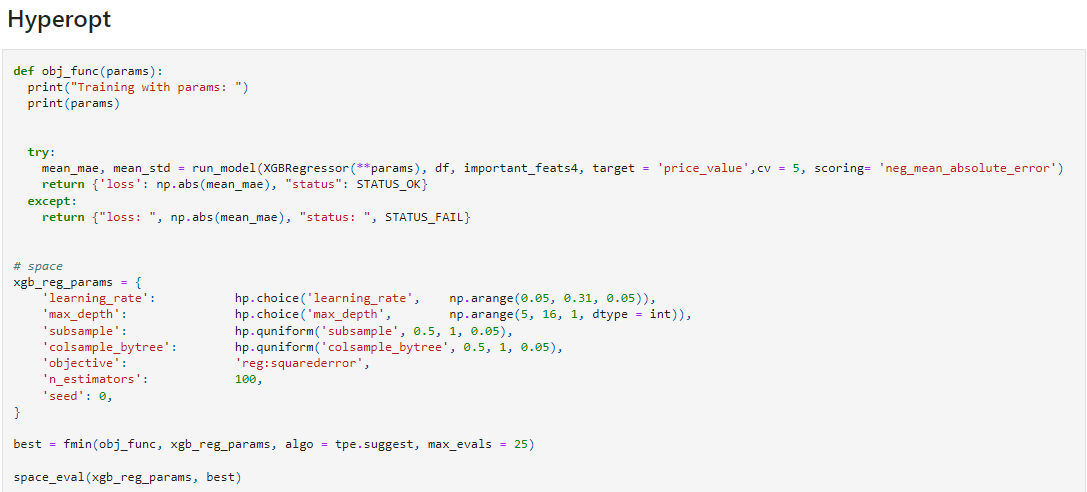 Hyperopt
def obj_func(params):
  print("Training with params: ")
  print(params)
  try:
    mean_mae, mean_std = run_model(XGBRegressor(**params), df, important_feats4, target = 'price_value',cv = 5, scoring= 'neg_mean_absolute_error')
    return {'loss': np.abs(mean_mae), "status": STATUS_OK}
  except:
    return {"loss: ", np.abs(mean_mae), "status: ", STATUS_FAIL}
# space
xgb_reg_params = {
    'learning_rate':           hp.choice('learning_rate',    np.arange(0.05, 0.31, 0.05)),
    'max_depth':               hp.choice('max_depth',        np.arange(5, 16, 1, dtype = int)),
    'subsample':               hp.quniform('subsample', 0.5, 1, 0.05),
    'colsample_bytree':        hp.quniform('colsample_bytree', 0.5, 1, 0.05),
    'objective':               'reg:squarederror',
    'n_estimators':            100,
    'seed': 0,
}
best = fmin(obj_func, xgb_reg_params, algo = tpe.suggest, max_evals = 25)
space_eval(xgb_reg_params, best)